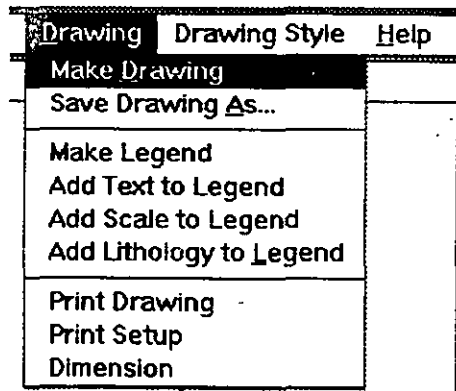 Drawing Drawing Style Help
Make Drawing
Save Drawing As...
Make Legend
Add Text to Legend
Add Scale to Legend
Add Lithology to Legend
Print Drawing
Print Setup
Dimension